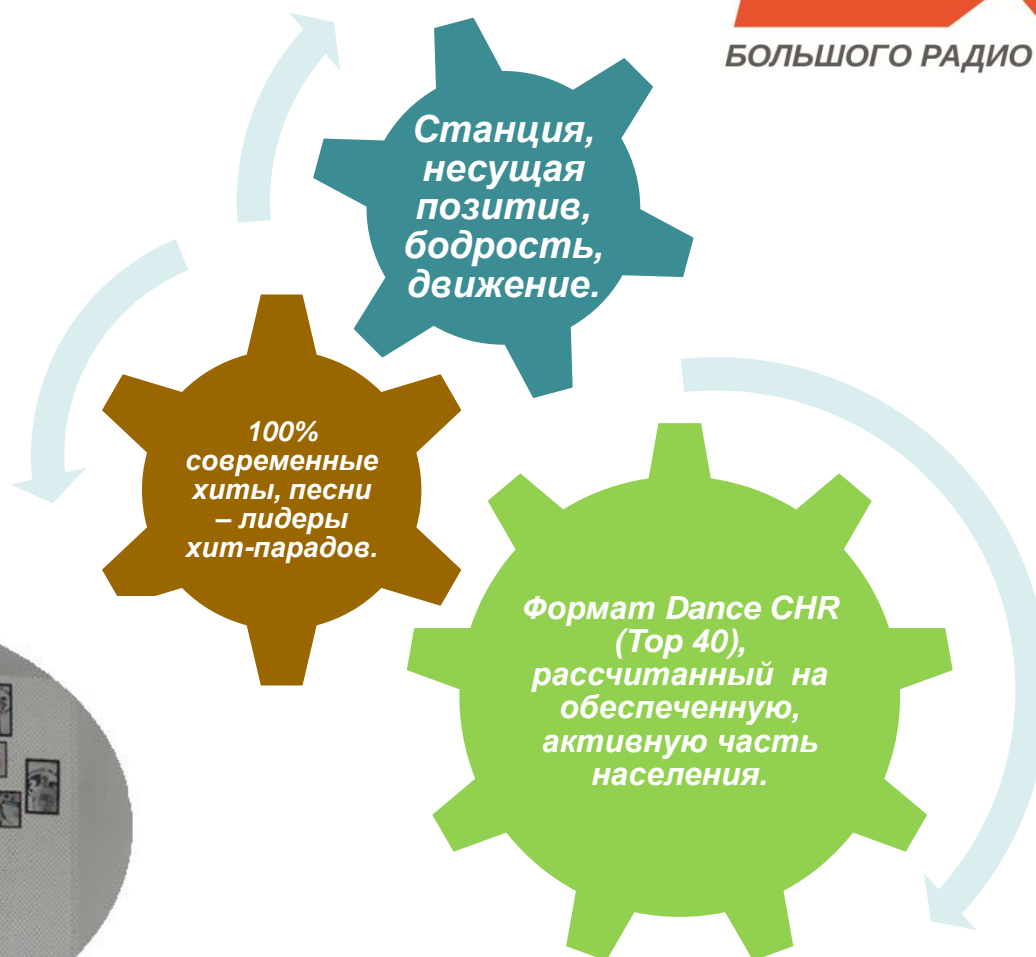 БОЛЬШОГО РАДИО
Станция,
несущая
позитив,
бодрость,
движение.
100%
современные
хиты, песни
– лидеры
хит-парадов.
Формат Dance CHR
(Top 40),
рассчитанный на
обеспеченную,
активную часть
населения.